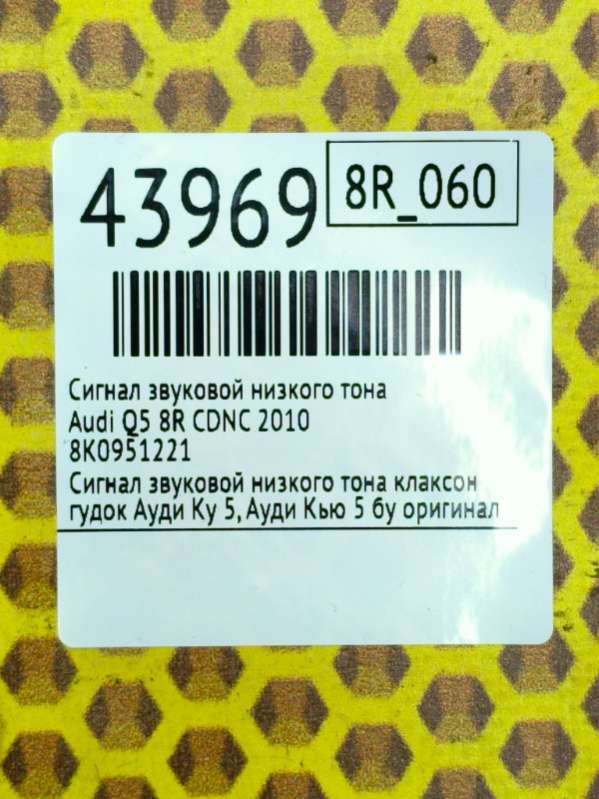 43969
8R_060
Сигнал звуковой низкого тона
Audi Q5 8R CDNC 2010
8K0951221
Сигнал звуковой низкого тона клаксон
гудок Ауди Ку 5, Ауди Кью 5 бу оригинал